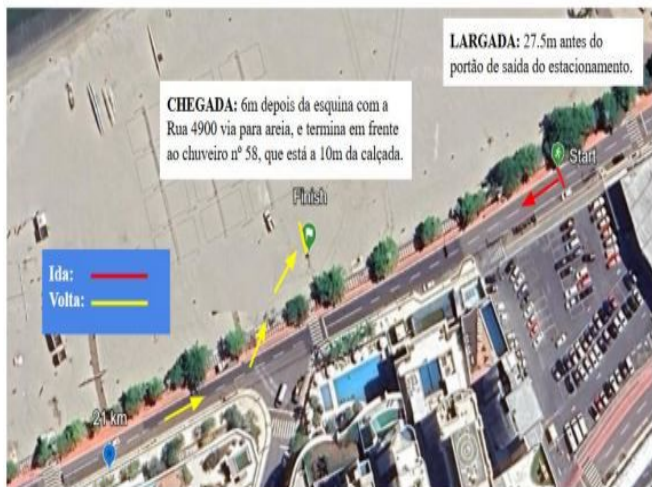 LARGADA: 27.5m antes do
portão de saída do estacionamento.
CHEGADA: 6m depois da esquina com a
Rua 4900 via para areia, e termina em frente
ao chuveiro nº 58, que está a 10m da calçada.
Start
Finish
Ida:
Volta:
21 km